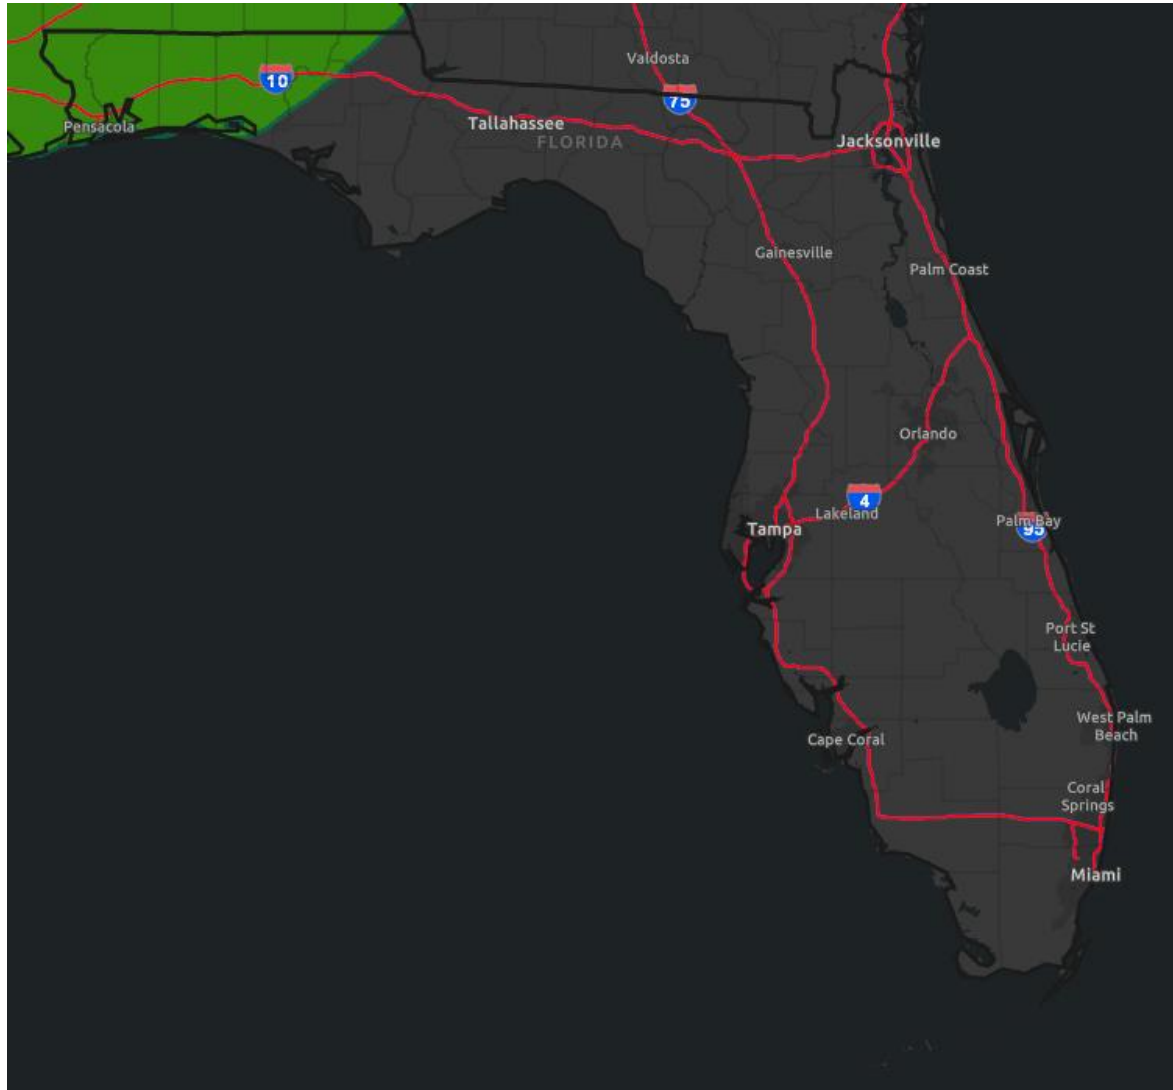 Valdosta
75
10
Pensacola
Tallahassee
FLORIDA
Jacksonville
Gainesville
Palm Coast
Orlando
4
Lakeland
Tampa
Palm Bay
95
Port St
Lucie
West Palm
Beach
Cape Coral
Coral
Springs
Miami